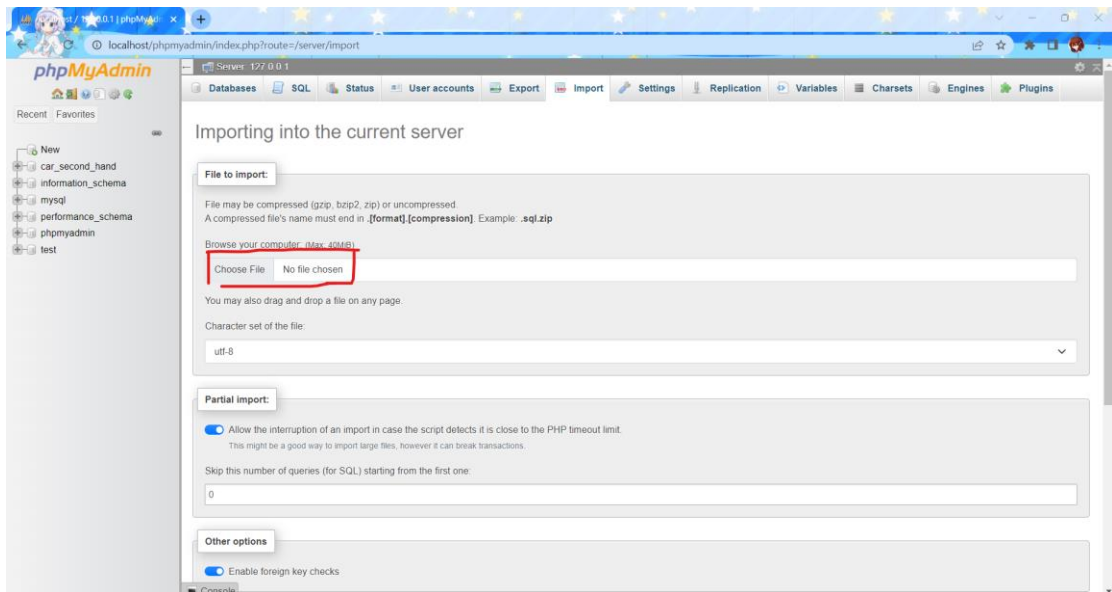 localhost/phpmyadmin/index.php?route=/server/import
phpMyAdmin
Recent Favorites
New
car_second_hand
information_schema
mysql
performance_schema
phpmyadmin
test
Server: 127.0.0.1
Databases SQL Status User accounts Export Import Settings Replication Variables Charsets Engines Plugins
Importing into the current server
File to import:
File may be compressed (gzip, bzip2, zip) or uncompressed.
A compressed file's name must end in .[format].[compression]. Example: .sql.zip
Browse your computer: (Max: 40MiB)
Choose File No file chosen
You may also drag and drop a file on any page.
Character set of the file:
utf-8
Partial import:
Allow the interruption of an import in case the script detects it is close to the PHP timeout limit.
This might be a good way to import large files, however it can break transactions.
Skip this number of queries (for SQL) starting from the first one:
0
Other options
Enable foreign key checks
Console